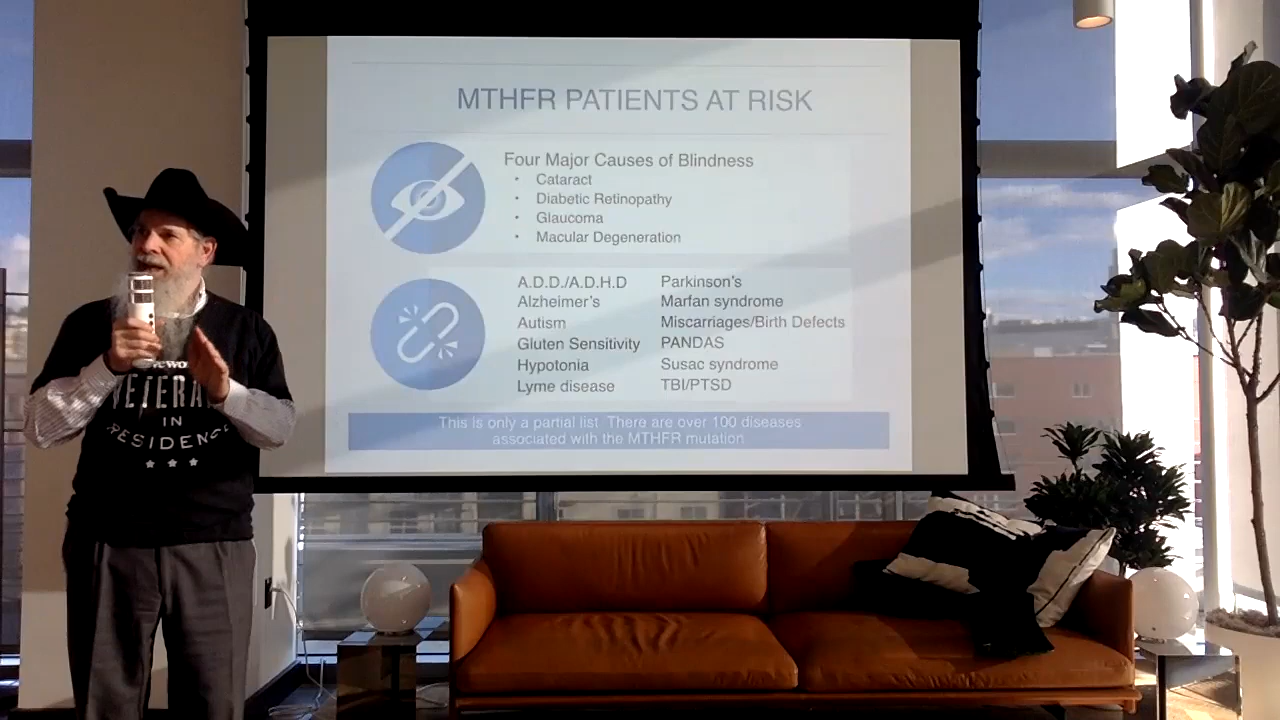 MTHFR PATIENTS AT RISK
Four Major Causes of Blindness
• Cataract
• Diabetic Retinopathy
• Glaucoma
• Macular Degeneration
A.D.D./A.D.H.D
Alzheimer's
Autism
Gluten Sensitivity
Hypotonia
Lyme disease
Parkinson's
Marfan syndrome
Miscarriages/Birth Defects
PANDAS
Susac syndrome
TBI/PTSD
This is only a partial list There are over 100 diseases
associated with the MTHFR mutation
VETERA
IN
RESIDENC